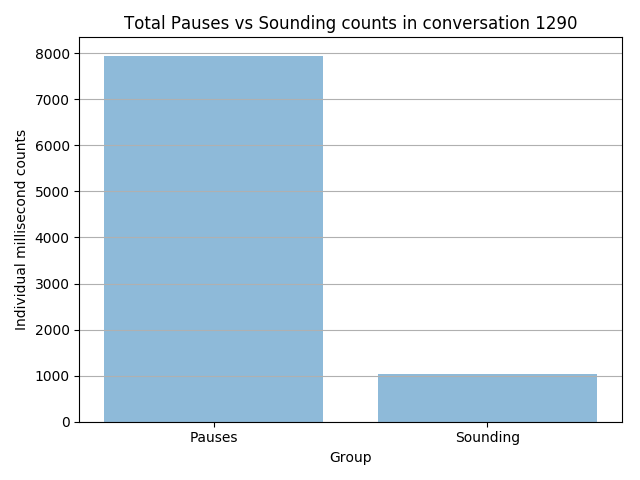 Total Pauses vs Sounding counts in conversation 1290
Individual millisecond counts
8000
7000
6000
5000
4000
3000
2000
1000
0
Pauses
Sounding
Group